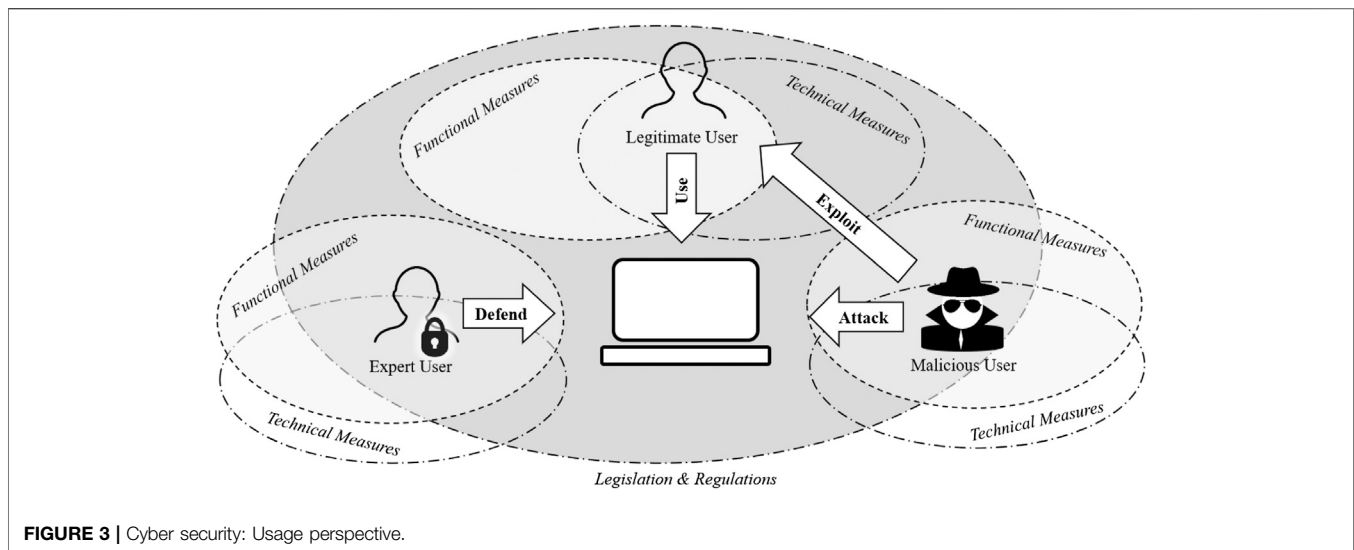 Functional Measures
Technical Measures
Legitimate User
Use
Exploit
Functional Measures
Functional Measures
Defend
Attack
Expert User
Malicious User
Technical Measures
Technical Measures
Legislation & Regulations
FIGURE 3 | Cyber security: Usage perspective.